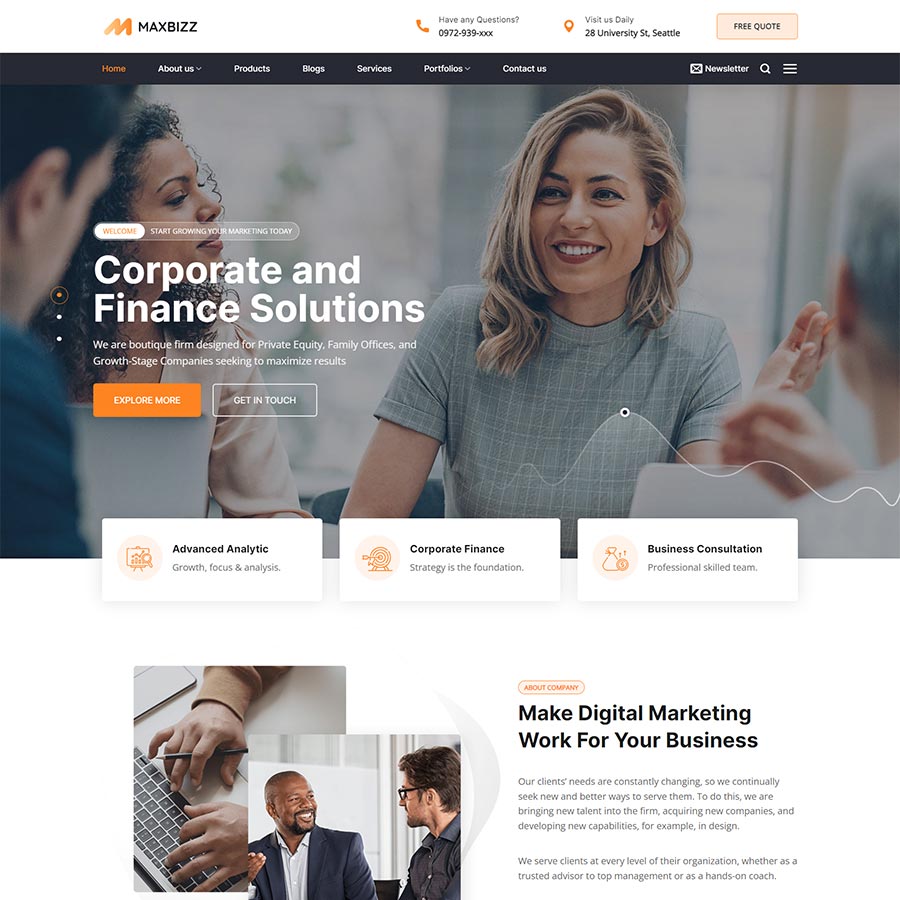 MAXBIZZ
Have any Questions?
0972-939-xxx
Visit us Daily
28 University St, Seattle
FREE QUOTE
Home
About us
Products
Blogs
Services
Portfolios
Contact us
Newsletter
WELCOME
START GROWING YOUR MARKETING TODAY
Corporate and
Finance Solutions
We are boutique firm designed for Private Equity, Family Offices, and
Growth-Stage Companies seeking to maximize results
EXPLORE MORE
GET IN TOUCH
Advanced Analytic
Growth, focus & analysis.
Corporate Finance
Strategy is the foundation.
Business Consultation
Professional skilled team.
ABOUT COMPANY
Make Digital Marketing
Work For Your Business
Our clients’ needs are constantly changing, so we continually
seek new and better ways to serve them. To do this, we are
bringing new talent into the firm, acquiring new companies, and
developing new capabilities, for example, in design.
We serve clients at every level of their organization, whether as a
trusted advisor to top management or as a hands-on coach.